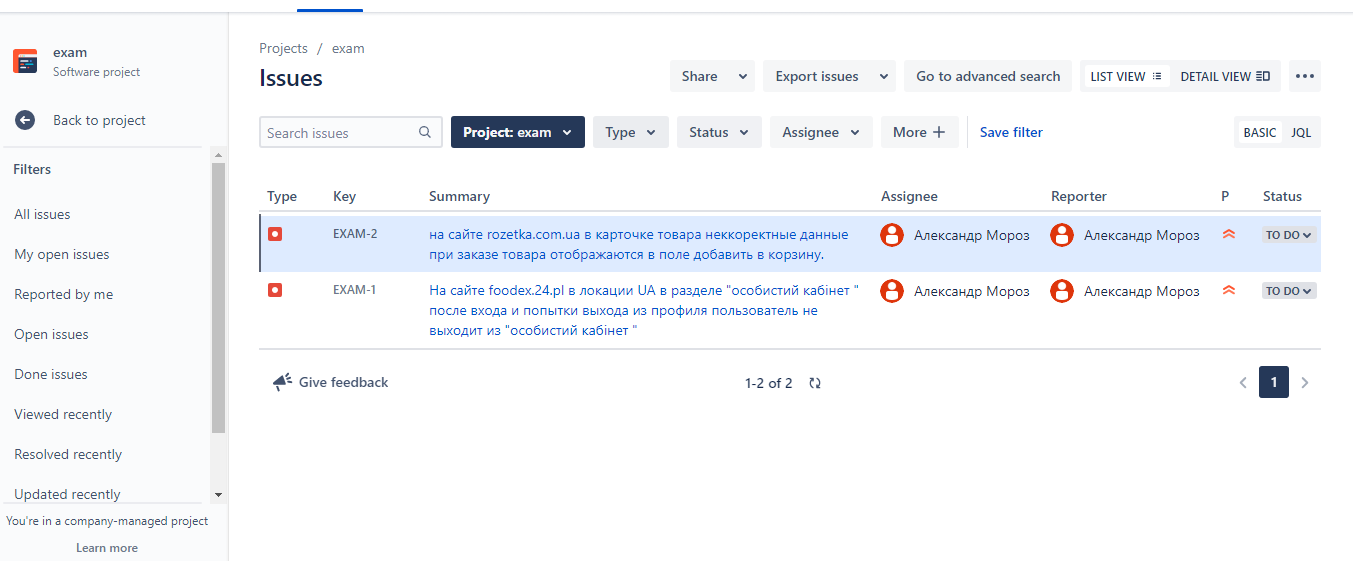 exam
Software project
Back to project
Filters
All issues
My open issues
Reported by me
Open issues
Done issues
Viewed recently
Resolved recently
Updated recently
You're in a company-managed project
Learn more
Projects / exam
Issues
Share
Export issues
Go to advanced search
LIST VIEW
DETAIL VIEW
Search issues
Project: exam
Type
Status
Assignee
More
Save filter
BASIC
JQL
Type Key Summary Assignee Reporter P Status
EXAM-2
на сайте rozetka.com.ua в карточке товара неккоректные данные
при заказе товара отображаются в поле добавить в корзину.
Александр Мороз
Александр Мороз
TO DO
EXAM-1
На сайте foodex.24.pl в локации UA в разделе "особистий кабінет "
после входа и попытки выхода из профиля пользователь не
выходит из "особистий кабінет "
Александр Мороз
Александр Мороз
TO DO
Give feedback
1-2 of 2
1